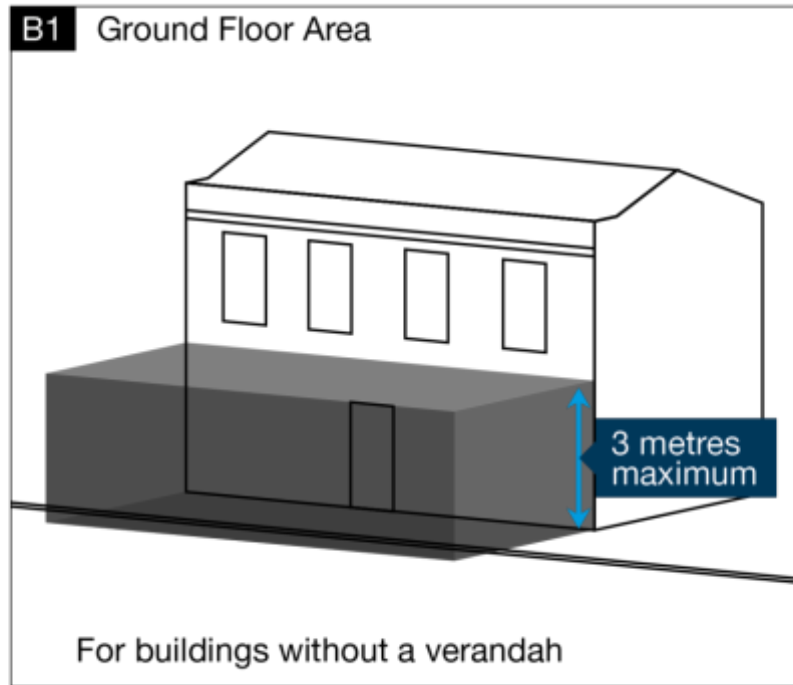 B1 Ground Floor Area
3 metres
maximum
For buildings without a verandah